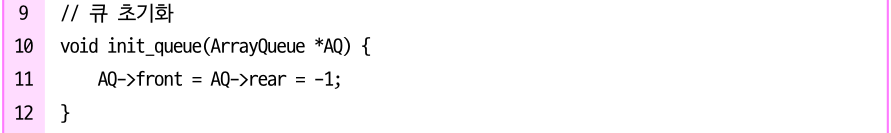 9 // 큐 초기화
10 void init_queue(ArrayQueue *AQ) {
11     AQ->front = AQ->rear = -1;
12 }